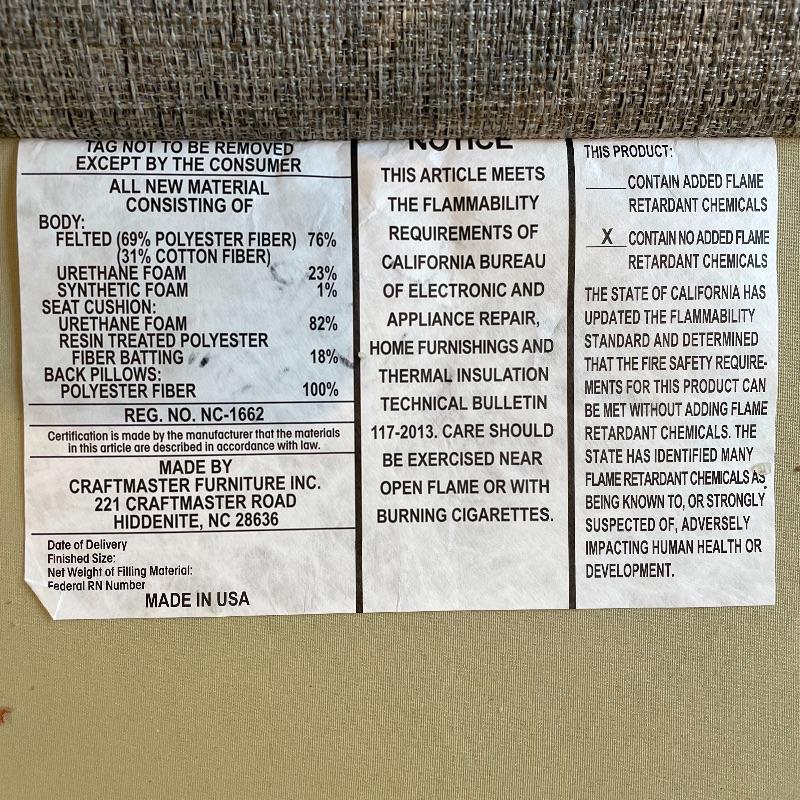 TAG NOT TO BE REMOVED
EXCEPT BY THE CONSUMER
ALL NEW MATERIAL
CONSISTING OF
BODY:
FELTED (69% POLYESTER FIBER) 76%
(31% COTTON FIBER)
URETHANE FOAM 23%
SYNTHETIC FOAM 1%
SEAT CUSHION:
URETHANE FOAM 82%
RESIN TREATED POLYESTER
FIBER BATTING 18%
BACK PILLOWS:
POLYESTER FIBER 100%
REG. NO. NC-1662
Certification is made by the manufacturer that the materials
in this article are described in accordance with law.
MADE BY
CRAFTMASTER FURNITURE INC.
221 CRAFTMASTER ROAD
HIDDENITE, NC 28636
Date of Delivery
Finished Size:
Net Weight of Filling Material:
Federal RN Number
MADE IN USA
NOTICE
THIS ARTICLE MEETS
THE FLAMMABILITY
REQUIREMENTS OF
CALIFORNIA BUREAU
OF ELECTRONIC AND
APPLIANCE REPAIR,
HOME FURNISHINGS AND
THERMAL INSULATION
TECHNICAL BULLETIN
117-2013. CARE SHOULD
BE EXERCISED NEAR
OPEN FLAME OR WITH
BURNING CIGARETTES.
THIS PRODUCT:
_____CONTAIN ADDED FLAME
RETARDANT CHEMICALS
__X__CONTAIN NO ADDED FLAME
RETARDANT CHEMICALS
THE STATE OF CALIFORNIA HAS
UPDATED THE FLAMMABILITY
STANDARD AND DETERMINED
THAT THE FIRE SAFETY REQUIRE-
MENTS FOR THIS PRODUCT CAN
BE MET WITHOUT ADDING FLAME
RETARDANT CHEMICALS. THE
STATE HAS IDENTIFIED MANY
FLAME RETARDANT CHEMICALS AS
BEING KNOWN TO, OR STRONGLY
SUSPECTED OF, ADVERSELY
IMPACTING HUMAN HEALTH OR
DEVELOPMENT.